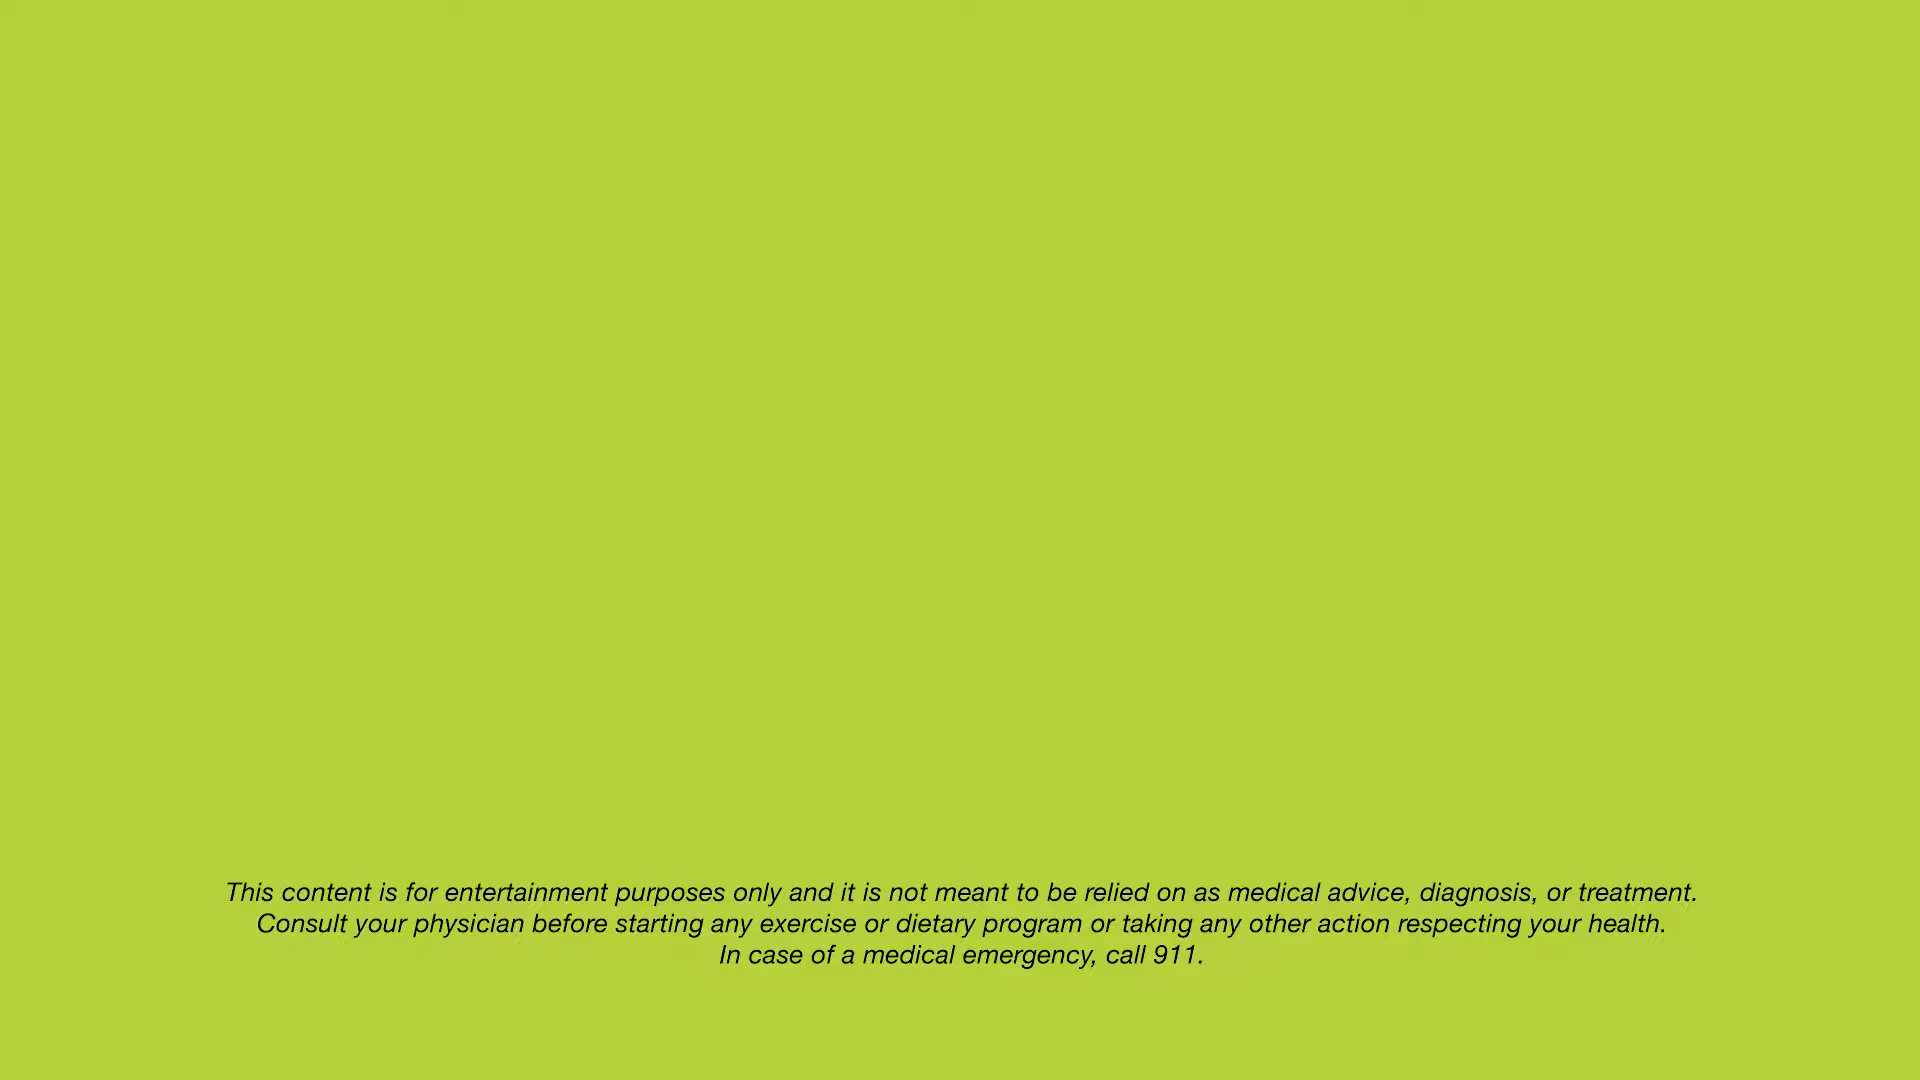 This content is for entertainment purposes only and it is not meant to be relied on as medical advice, diagnosis, or treatment.
Consult your physician before starting any exercise or dietary program or taking any other action respecting your health.
In case of a medical emergency, call 911.